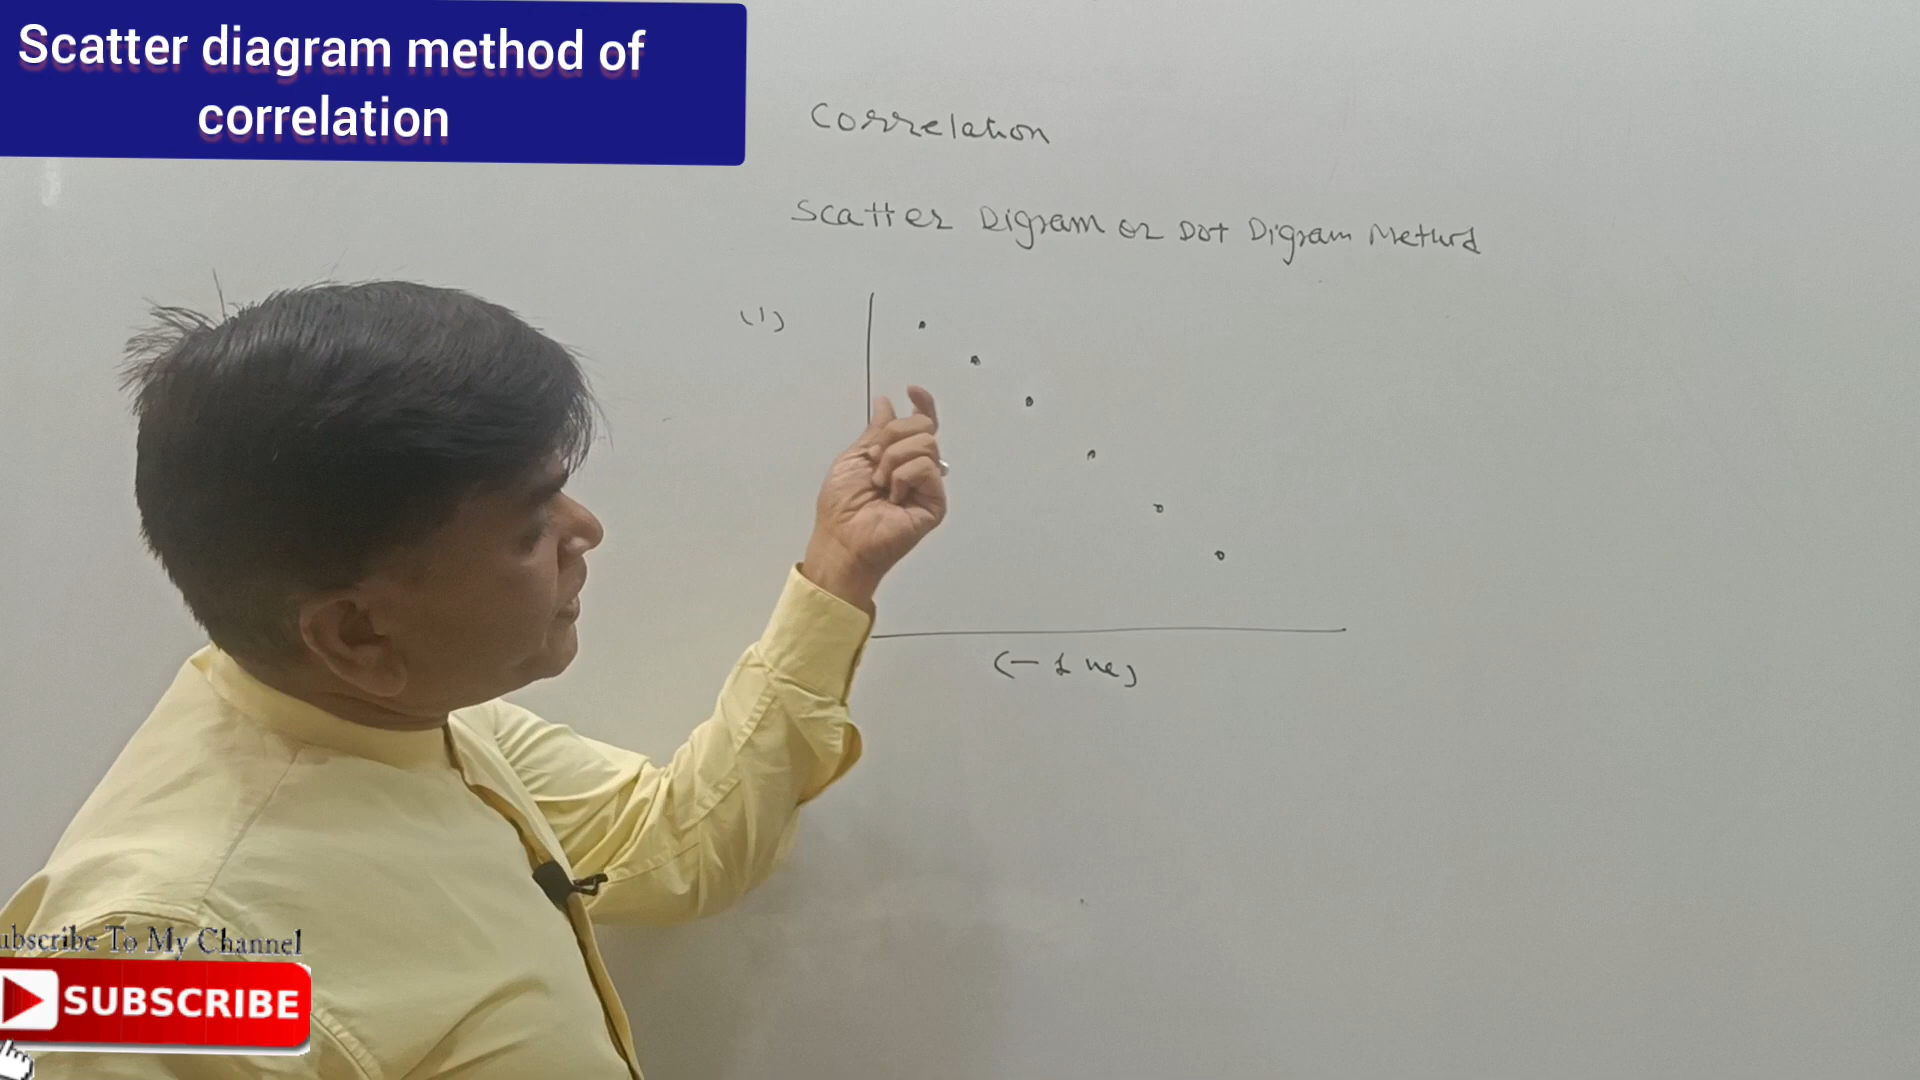 Scatter diagram method of
correlation
Correlation
Scatter Digram or Dot Digram Method
(1)
(- 1 ve)
ubscribe To My Channel
SUBSCRIBE